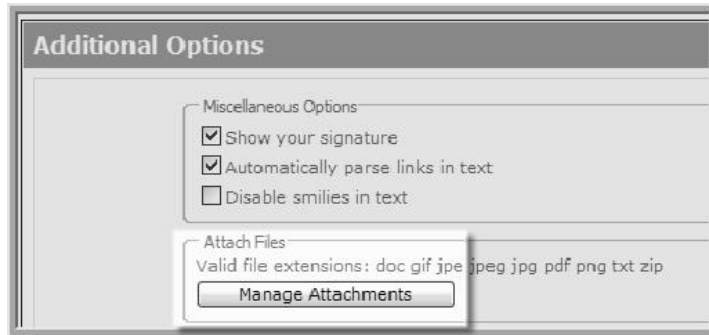 Additional Options
Miscellaneous Options
Show your signature
Automatically parse links in text
Disable smilies in text
Attach Files
Valid file extensions: doc gif jpe jpeg jpg pdf png txt zip
Manage Attachments